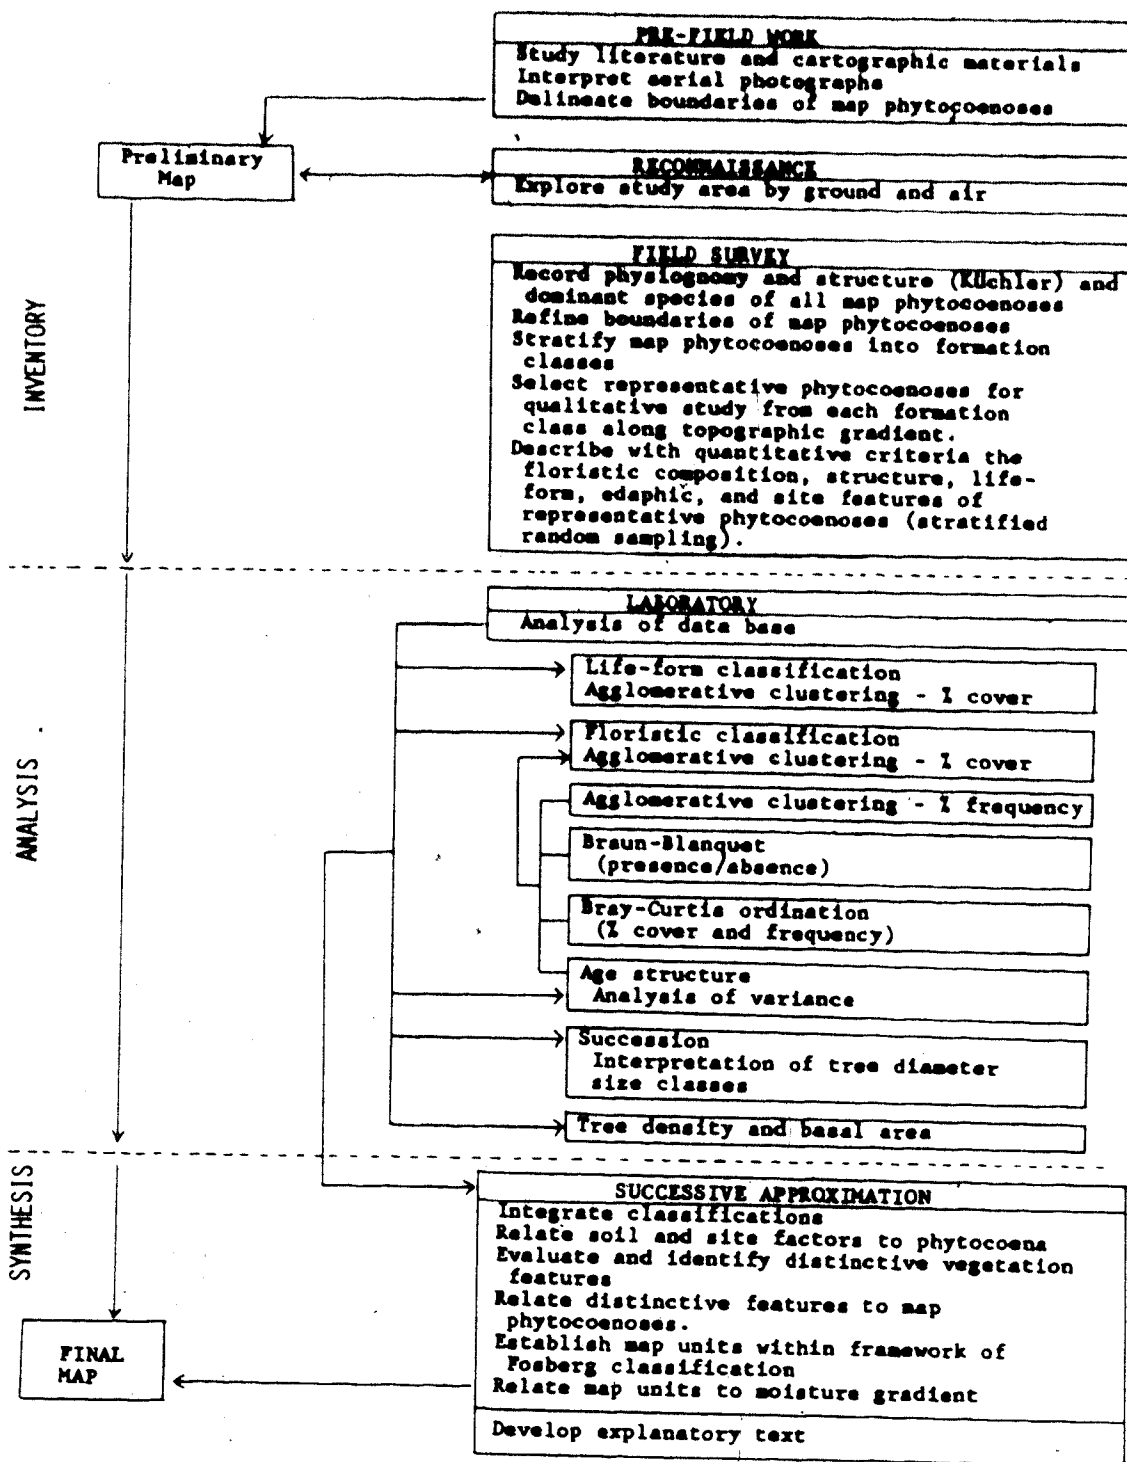 PRE-FIELD WORK
Study literature and cartographic materials
Interpret aerial photographs
Delineate boundaries of map phytocoenoses
Preliminary
Map
RECONNAISSANCE
Explore study area by ground and air
INVENTORY
FIELD SURVEY
Record physiognomy and structure (Küchler) and
dominant species of all map phytocoenoses
Refine boundaries of map phytocoenoses
Stratify map phytocoenoses into formation
classes
Select representative phytocoenoses for
qualitative study from each formation
class along topographic gradient.
Describe with quantitative criteria the
floristic composition, structure, life-
form, edaphic, and site features of
representative phytocoenoses (stratified
random sampling).
ANALYSIS
LABORATORY
Analysis of data base
Life-form classification
Agglomerative clustering - % cover
Floristic classification
Agglomerative clustering - % cover
Agglomerative clustering - % frequency
Braun-Blanquet
(presence/absence)
Bray-Curtis ordination
(% cover and frequency)
Age structure
Analysis of variance
Succession
Interpretation of tree diameter
size classes
Tree density and basal area
SYNTHESIS
SUCCESSIVE APPROXIMATION
Integrate classifications
Relate soil and site factors to phytocoena
Evaluate and identify distinctive vegetation
features
Relate distinctive features to map
phytocoenoses.
Establish map units within framework of
Fosberg classification
Relate map units to moisture gradient
Develop explanatory text
FINAL
MAP